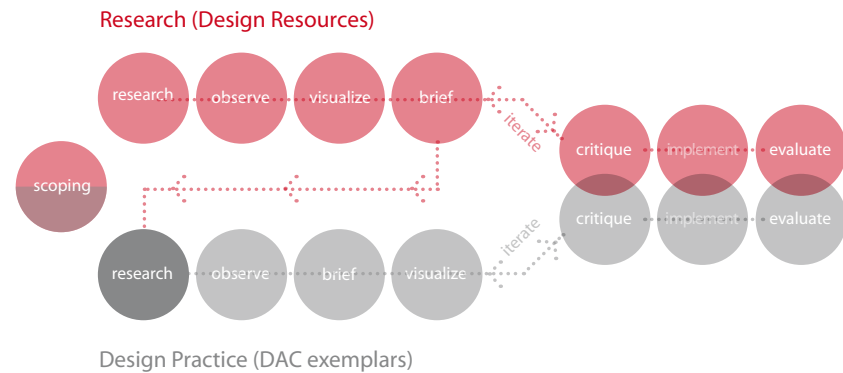 Research (Design Resources)
research observe visualize brief
iterate
critique implement evaluate
scoping
critique implement evaluate
iterate
research observe brief visualize
Design Practice (DAC exemplars)